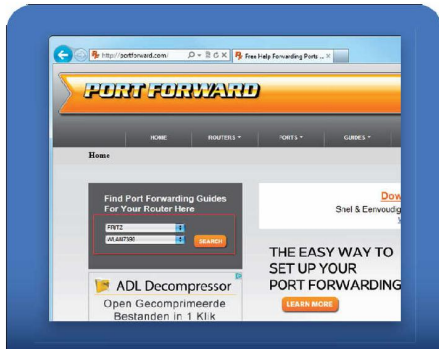 http://portforward.com/
Free Help Forwarding Ports ...
PORT FORWARD
HOME ROUTERS PORTS GUIDES
Home
Find Port Forwarding Guides
For Your Router Here
FRITZ
SEARCH
Dow
Snel & Eenvoudig
THE EASY WAY TO
SET UP YOUR
PORT FORWARDING
LEARN MORE
ADL Decompressor
Open Gecomprimeerde
Bestanden in 1 Klik